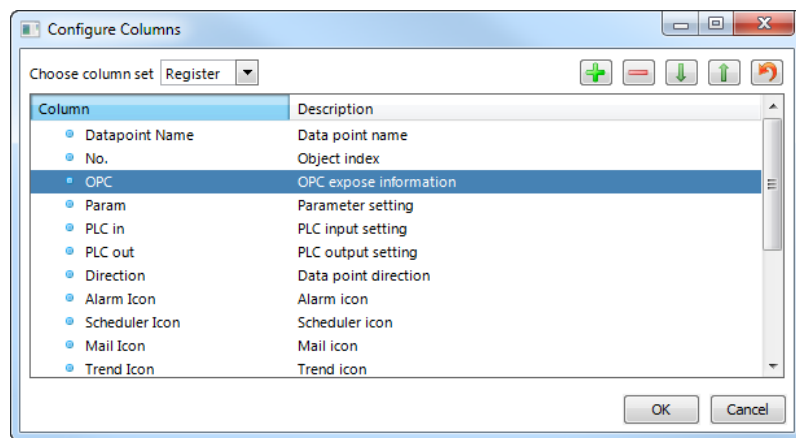 Configure Columns
Choose column set Register
Column Description
Datapoint Name Data point name
No. Object index
OPC OPC expose information
Param Parameter setting
PLC in PLC input setting
PLC out PLC output setting
Direction Data point direction
Alarm Icon Alarm icon
Scheduler Icon Scheduler icon
Mail Icon Mail icon
Trend Icon Trend icon
OK Cancel